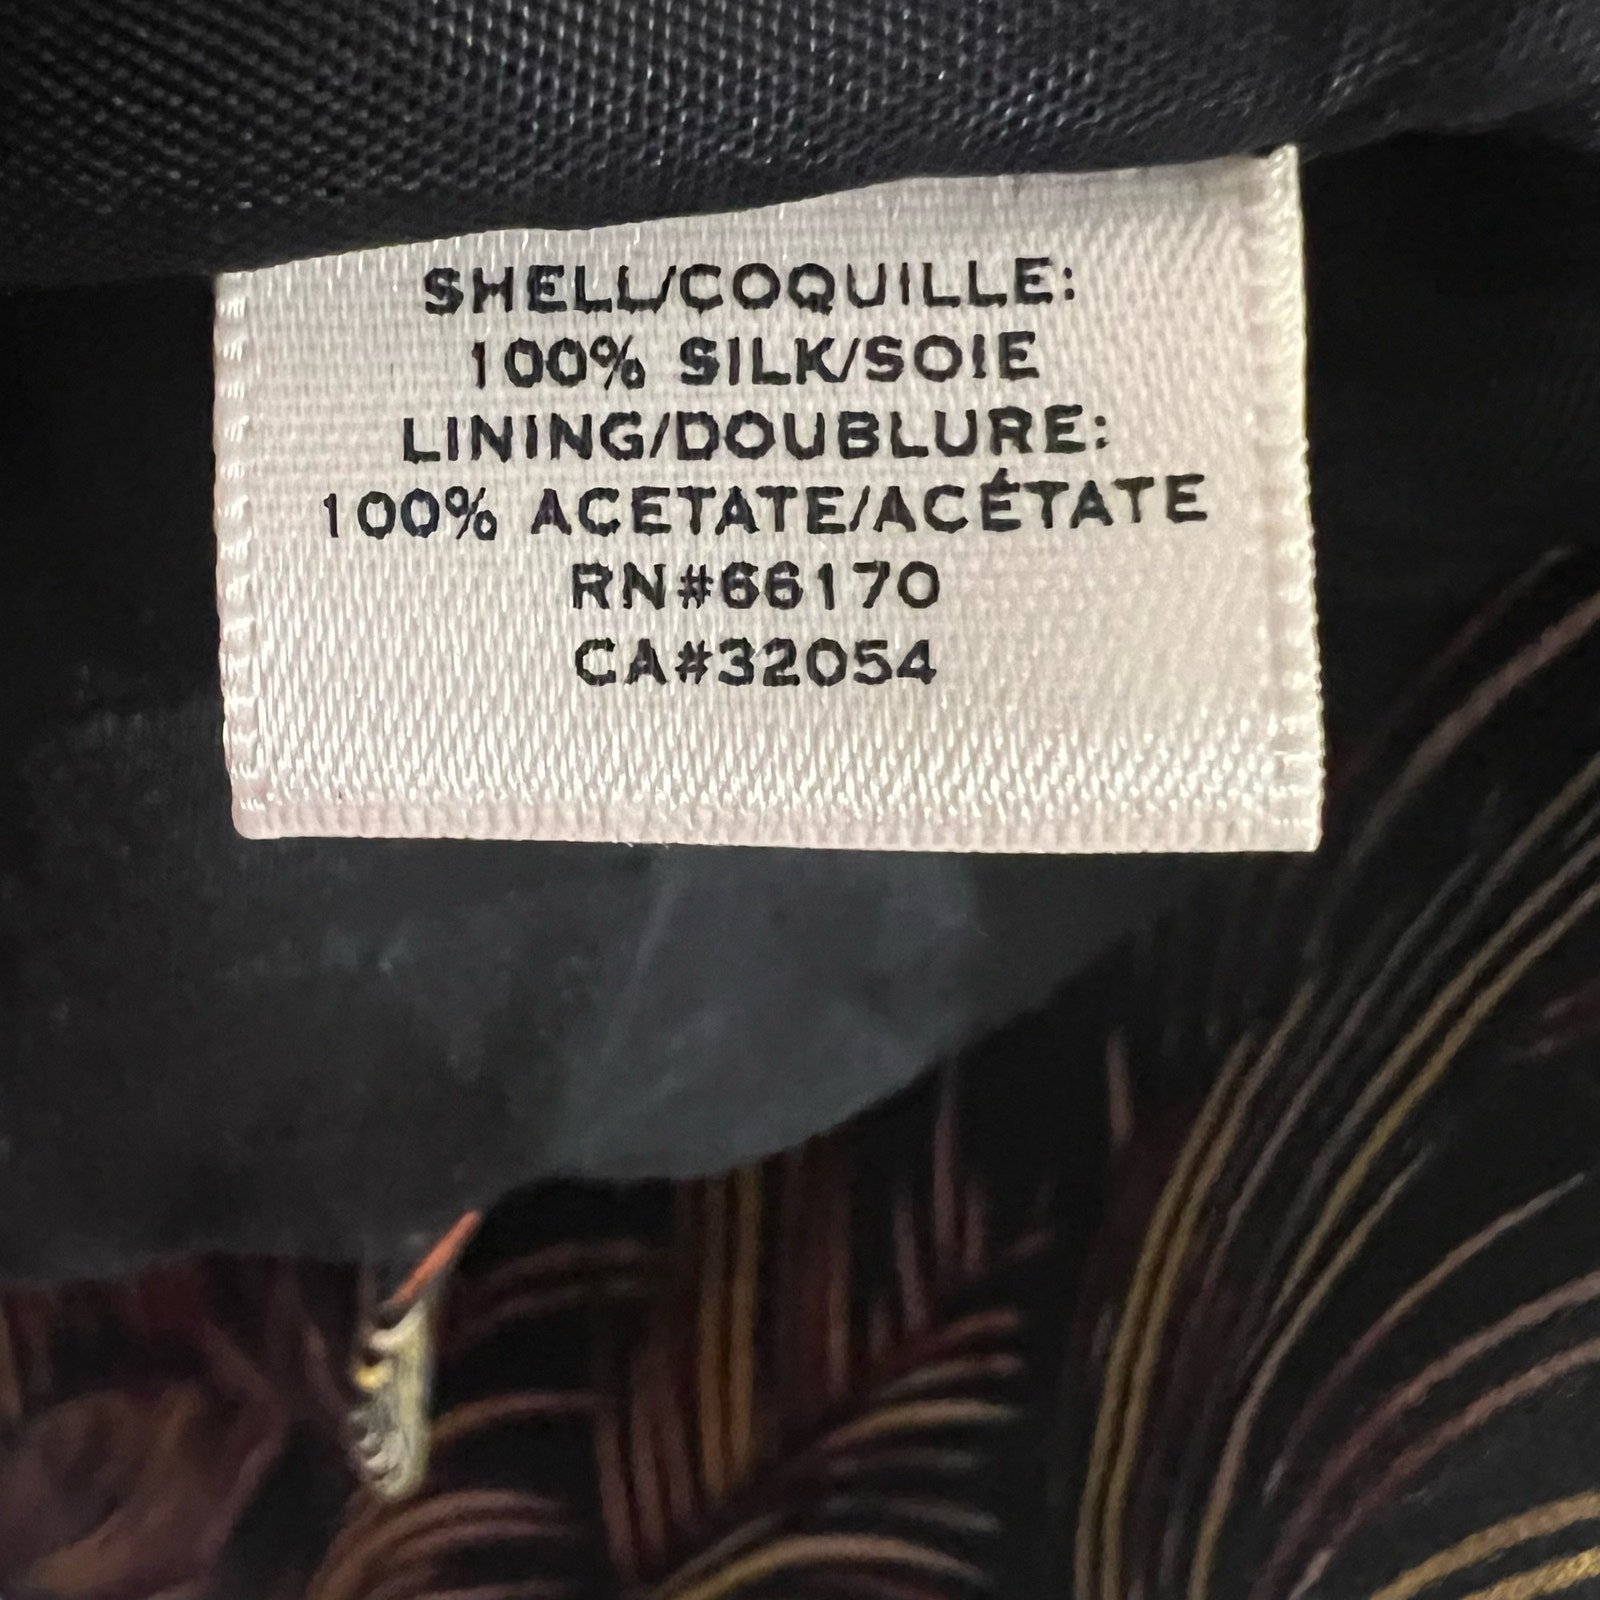 SHELL/COQUILLE:
100% SILK/SOIE
LINING/DOUBLURE:
100% ACETATE/ACÉTATE
RN#66170
CA#32054